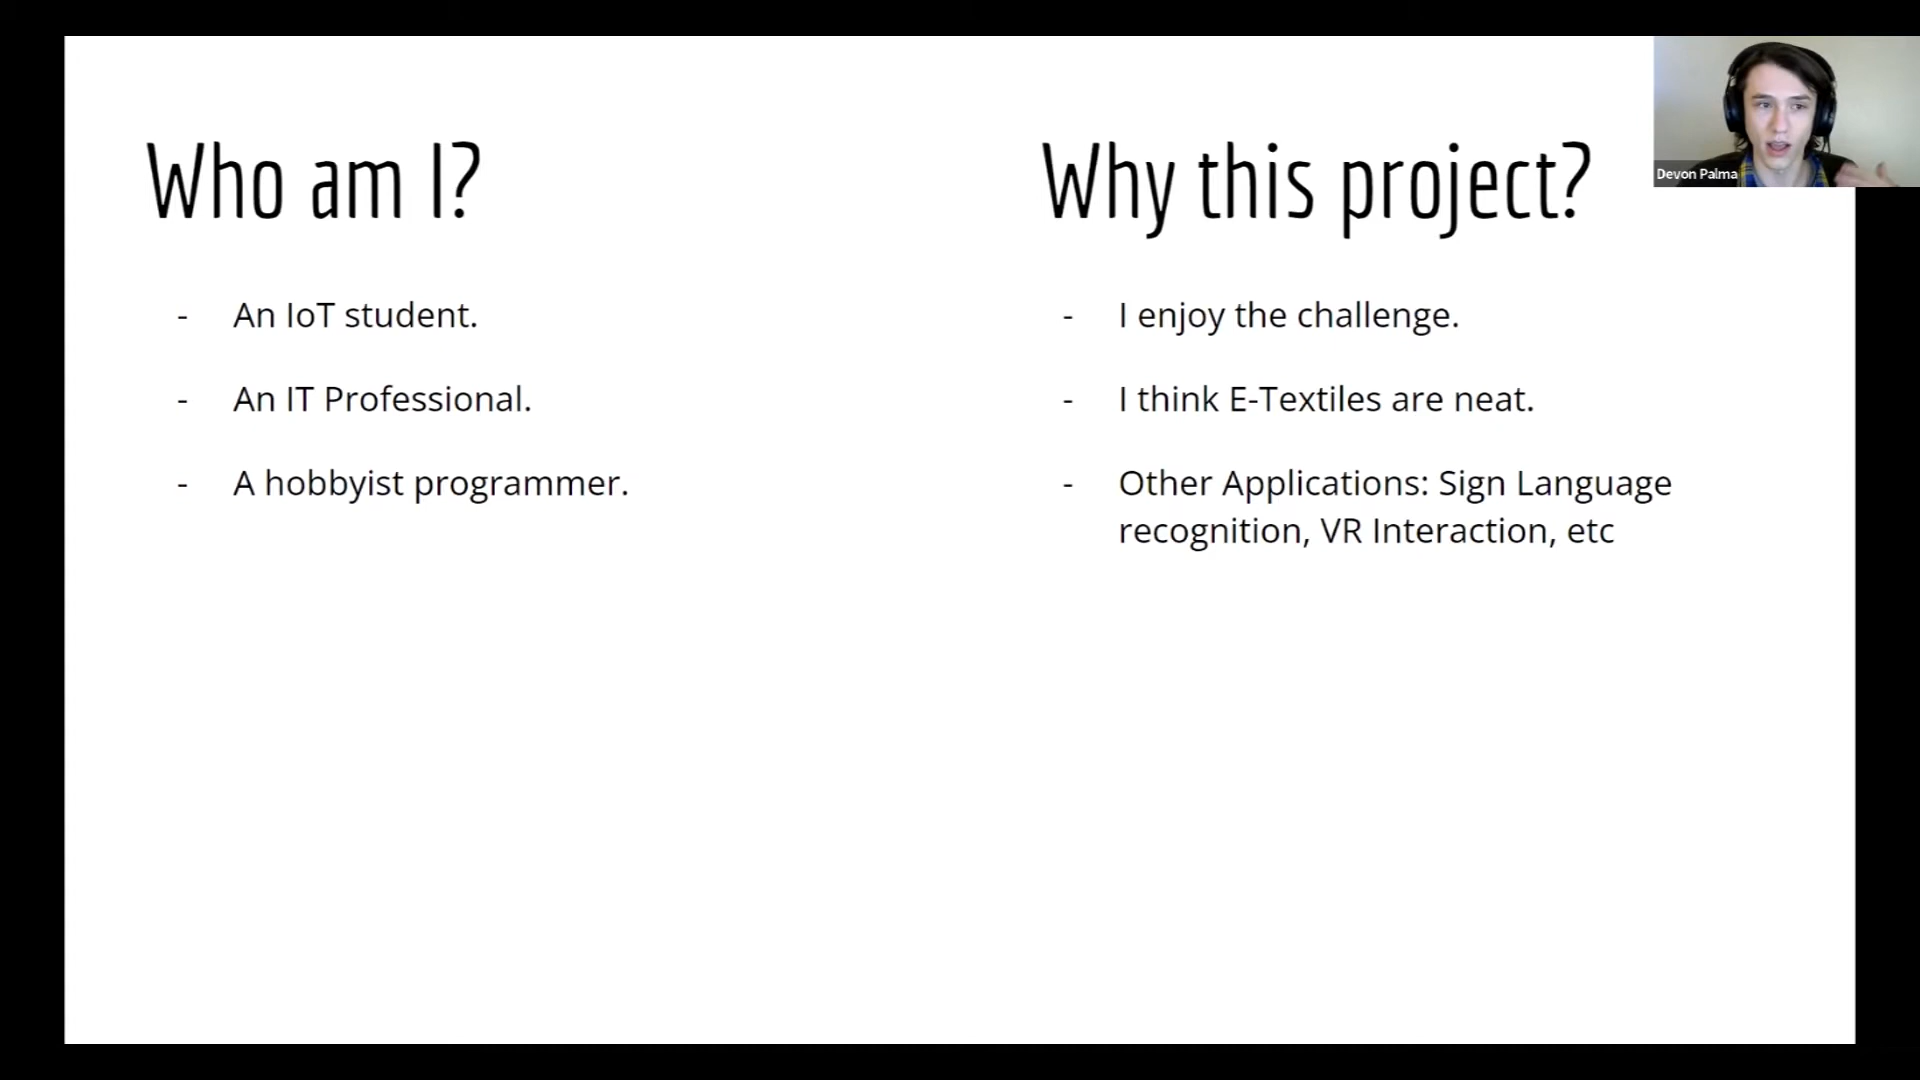 Who am I?
- An IoT student.
- An IT Professional.
- A hobbyist programmer.
Why this project?
- I enjoy the challenge.
- I think E-Textiles are neat.
- Other Applications: Sign Language
recognition, VR Interaction, etc
Devon Palma